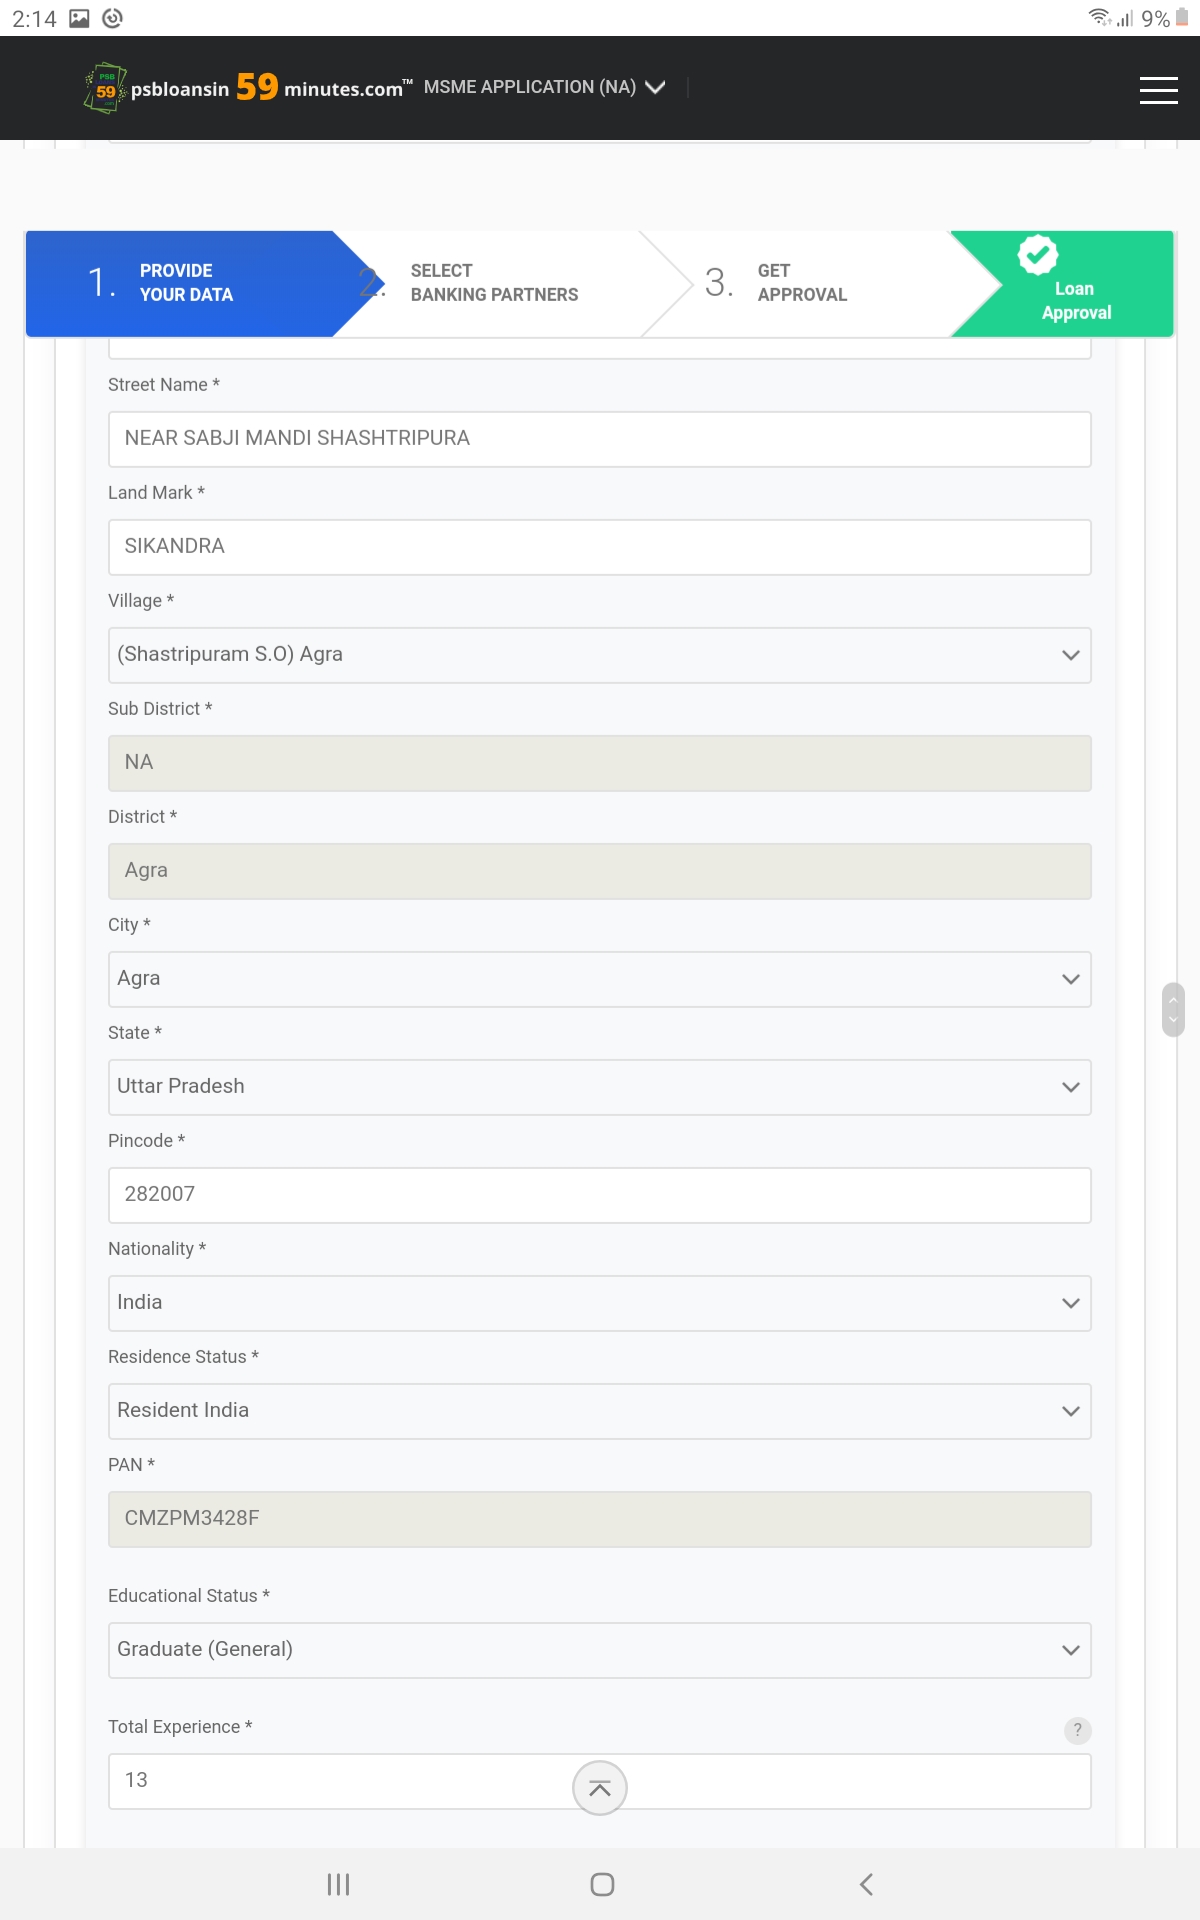 2:14
9%
PSB
59
psbloansin 59 minutes.com™ MSME APPLICATION (NA)
1. PROVIDE
YOUR DATA
2. SELECT
BANKING PARTNERS
3. GET
APPROVAL
Loan
Approval
Street Name *
NEAR SABJI MANDI SHASHTRIPURA
Land Mark *
SIKANDRA
Village *
(Shastripuram S.O) Agra
Sub District *
NA
District *
Agra
City *
Agra
State *
Uttar Pradesh
Pincode *
282007
Nationality *
India
Residence Status *
Resident India
PAN *
CMZPM3428F
Educational Status *
Graduate (General)
Total Experience *
?
13